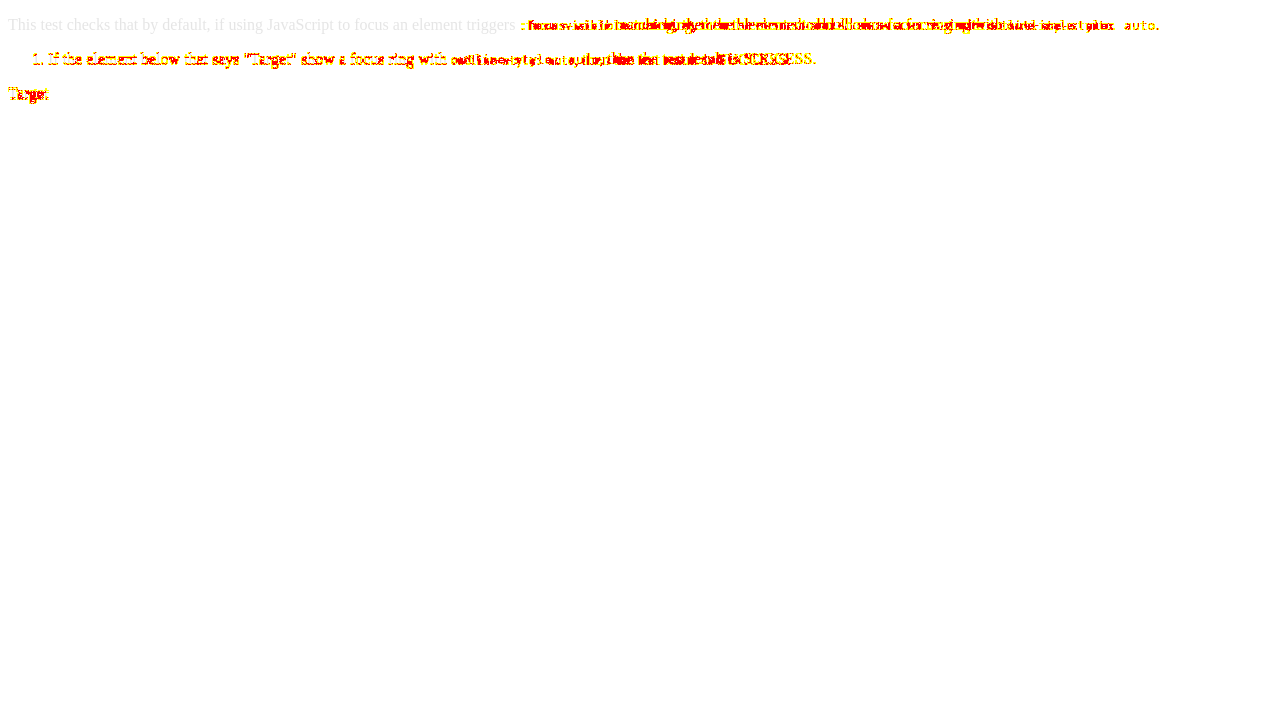 This test checks that by default, if using JavaScript to focus an element triggers :focus-visible matching, then the element should show a focus ring with outline-style: auto.
1. If the element below that says "Target" show a focus ring with outline-style: auto, then the test result is SUCCESS.
Target